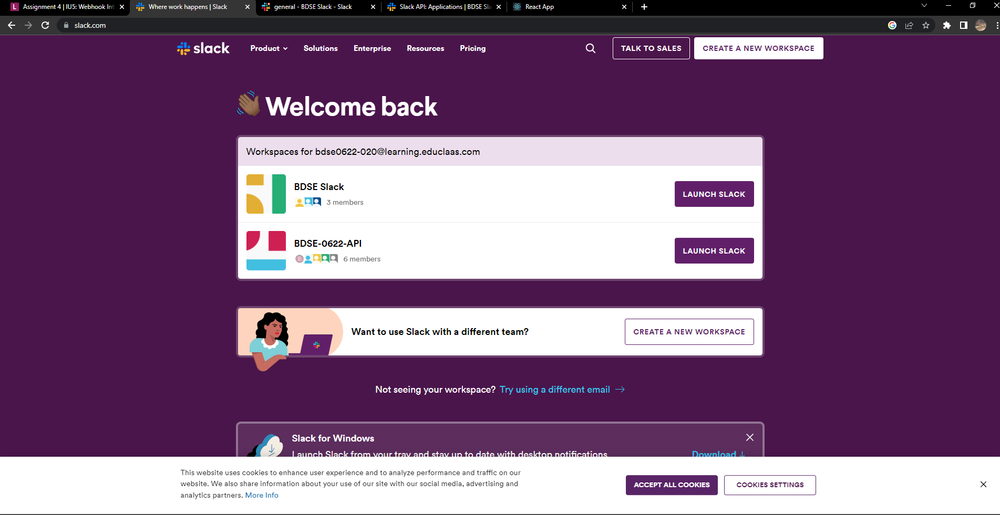 L Assignment 4 | IU5: Webhook Int
Where work happens | Slack
general - BDSE Slack - Slack
Slack API: Applications | BDSE Sla
React App
slack.com
slack
Product
Solutions
Enterprise
Resources
Pricing
TALK TO SALES
CREATE A NEW WORKSPACE
Welcome back
Workspaces for bdse0622-020@learning.educlaas.com
BDSE Slack
3 members
LAUNCH SLACK
BDSE-0622-API
6 members
LAUNCH SLACK
Want to use Slack with a different team?
CREATE A NEW WORKSPACE
Not seeing your workspace? Try using a different email →
Slack for Windows
Launch Slack from your tray and stay up to date with desktop notifications
Download ↓
This website uses cookies to enhance user experience and to analyze performance and traffic on our
website. We also share information about your use of our site with our social media, advertising and
analytics partners. More Info
ACCEPT ALL COOKIES
COOKIES SETTINGS